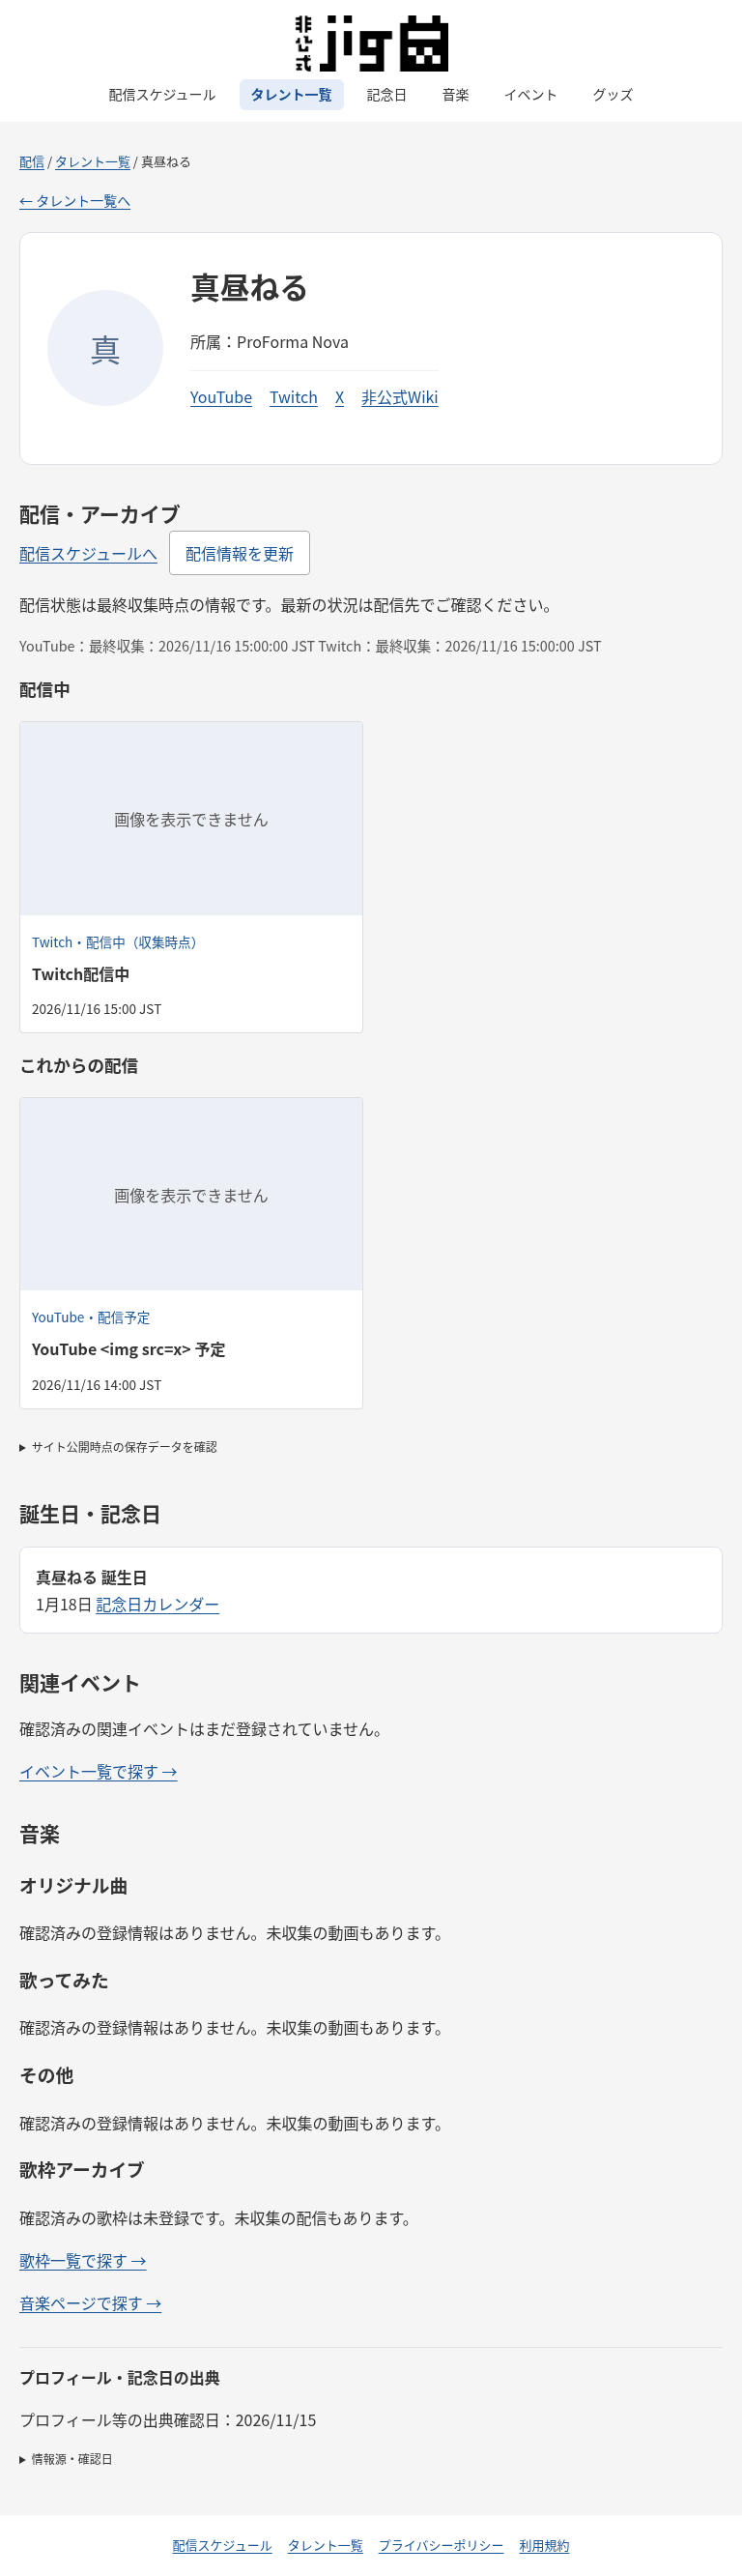 非公式 jig歯
配信スケジュール タレント一覧 記念日 音楽 イベント グッズ
配信 / タレント一覧 / 真昼ねる
← タレント一覧へ
真
真昼ねる
所属：ProForma Nova
YouTube Twitch X 非公式Wiki
配信・アーカイブ
配信スケジュールへ 配信情報を更新
配信状態は最終収集時点の情報です。最新の状況は配信先でご確認ください。
YouTube：最終収集：2026/11/16 15:00:00 JST Twitch：最終収集：2026/11/16 15:00:00 JST
配信中
画像を表示できません
Twitch・配信中（収集時点）
Twitch配信中
2026/11/16 15:00 JST
これからの配信
画像を表示できません
YouTube・配信予定
YouTube <img src=x> 予定
2026/11/16 14:00 JST
▶ サイト公開時点の保存データを確認
誕生日・記念日
真昼ねる 誕生日
1月18日 記念日カレンダー
関連イベント
確認済みの関連イベントはまだ登録されていません。
イベント一覧で探す →
音楽
オリジナル曲
確認済みの登録情報はありません。未収集の動画もあります。
歌ってみた
確認済みの登録情報はありません。未収集の動画もあります。
その他
確認済みの登録情報はありません。未収集の動画もあります。
歌枠アーカイブ
確認済みの歌枠は未登録です。未収集の配信もあります。
歌枠一覧で探す →
音楽ページで探す →
プロフィール・記念日の出典
プロフィール等の出典確認日：2026/11/15
▶ 情報源・確認日
配信スケジュール タレント一覧 プライバシーポリシー 利用規約